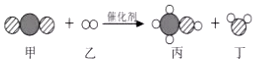 + 催化剂 +
甲 乙 丙 丁